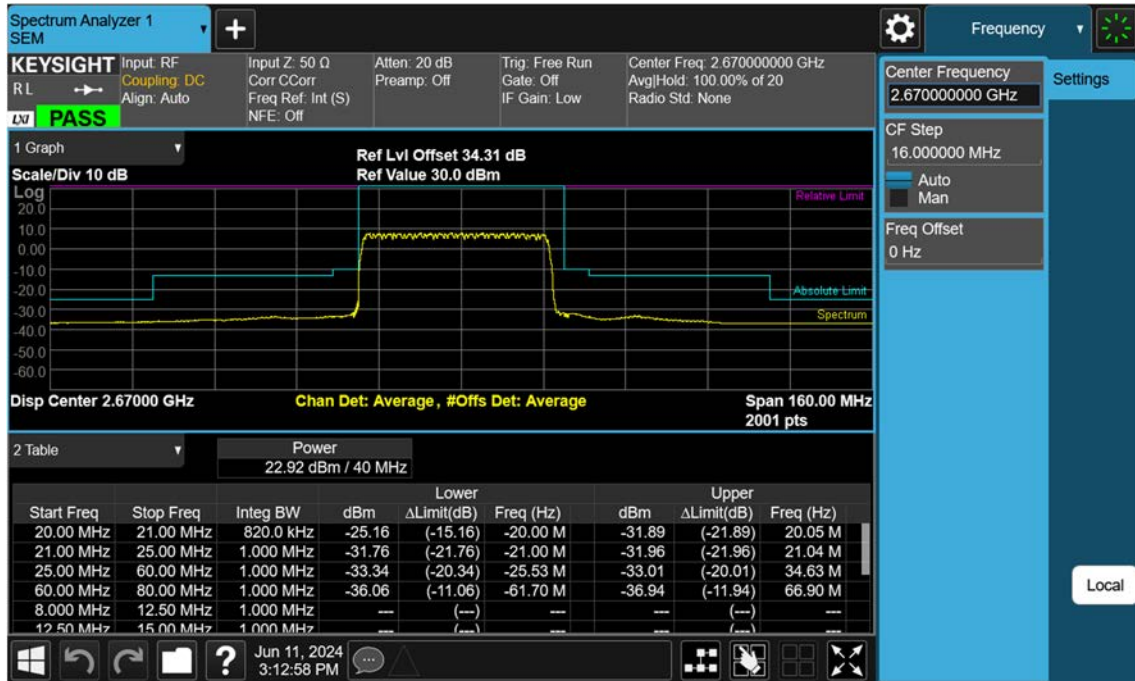 Spectrum Analyzer 1
SEM
Frequency
KEYSIGHT
R L
LXI
PASS
Input: RF
Coupling: DC
Align: Auto
Input Z: 50 Ω
Corr CCorr
Freq Ref: Int (S)
NFE: Off
Atten: 20 dB
Preamp: Off
Trig: Free Run
Gate: Off
IF Gain: Low
Center Freq: 2.670000000 GHz
Avg|Hold: 100.00% of 20
Radio Std: None
Center Frequency
2.670000000 GHz
Settings
CF Step
16.000000 MHz
Auto
Man
Freq Offset
0 Hz
Local
1 Graph
Ref Lvl Offset 34.31 dB
Scale/Div 10 dB
Ref Value 30.0 dBm
Log
Relative Limit
20.0
10.0
0.00
-10.0
-20.0
Absolute Limit
-30.0
Spectrum
-40.0
-50.0
-60.0
Disp Center 2.67000 GHz
Chan Det: Average, #Offs Det: Average
Span 160.00 MHz
2001 pts
2 Table
Power
22.92 dBm / 40 MHz
Lower Upper
Start Freq Stop Freq Integ BW dBm ΔLimit(dB) Freq (Hz) dBm ΔLimit(dB) Freq (Hz)
20.00 MHz 21.00 MHz 820.0 kHz -25.16 (-15.16) -20.00 M -31.89 (-21.89) 20.05 M
21.00 MHz 25.00 MHz 1.000 MHz -31.76 (-21.76) -21.00 M -31.96 (-21.96) 21.04 M
25.00 MHz 60.00 MHz 1.000 MHz -33.34 (-20.34) -25.53 M -33.01 (-20.01) 34.63 M
60.00 MHz 80.00 MHz 1.000 MHz -36.06 (-11.06) -61.70 M -36.94 (-11.94) 66.90 M
8.000 MHz 12.50 MHz 1.000 MHz --- (---) --- --- (---) ---
12.50 MHz 15.00 MHz 1.000 MHz --- (---) --- --- (---) ---
Jun 11, 2024
3:12:58 PM